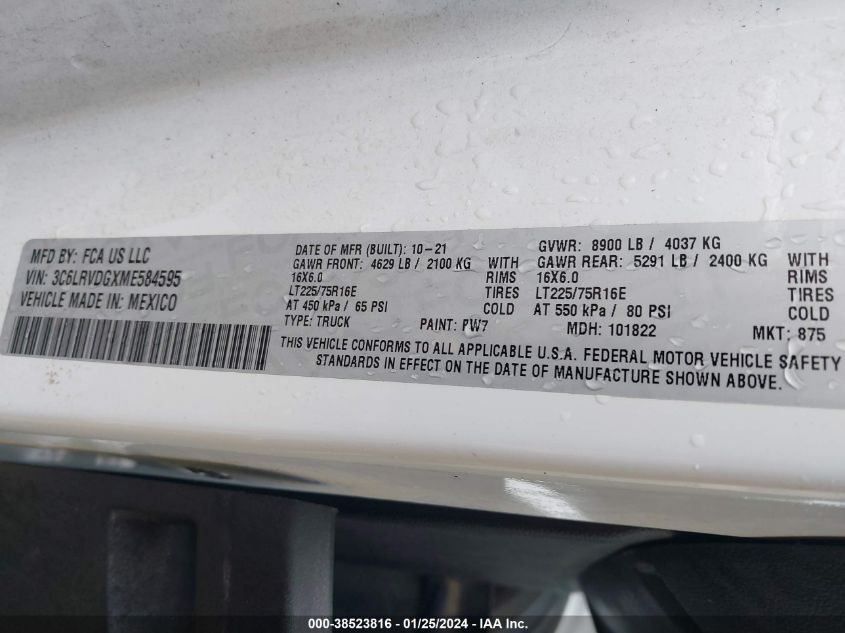 MFD BY: FCA US LLC
VIN: 3C6LRVDGXME584595
VEHICLE MADE IN: MEXICO
DATE OF MFR (BUILT): 10-21 GVWR: 8900 LB / 4037 KG
GAWR FRONT: 4629 LB / 2100 KG WITH GAWR REAR: 5291 LB / 2400 KG WITH
16X6.0 RIMS 16X6.0 RIMS
LT225/75R16E TIRES LT225/75R16E TIRES
AT 450 kPa / 65 PSI COLD AT 550 kPa / 80 PSI COLD
TYPE: TRUCK PAINT: PW7 MDH: 101822 MKT: 875
THIS VEHICLE CONFORMS TO ALL APPLICABLE U.S.A. FEDERAL MOTOR VEHICLE SAFETY
STANDARDS IN EFFECT ON THE DATE OF MANUFACTURE SHOWN ABOVE.
000-38523816 - 01/25/2024 - IAA Inc.